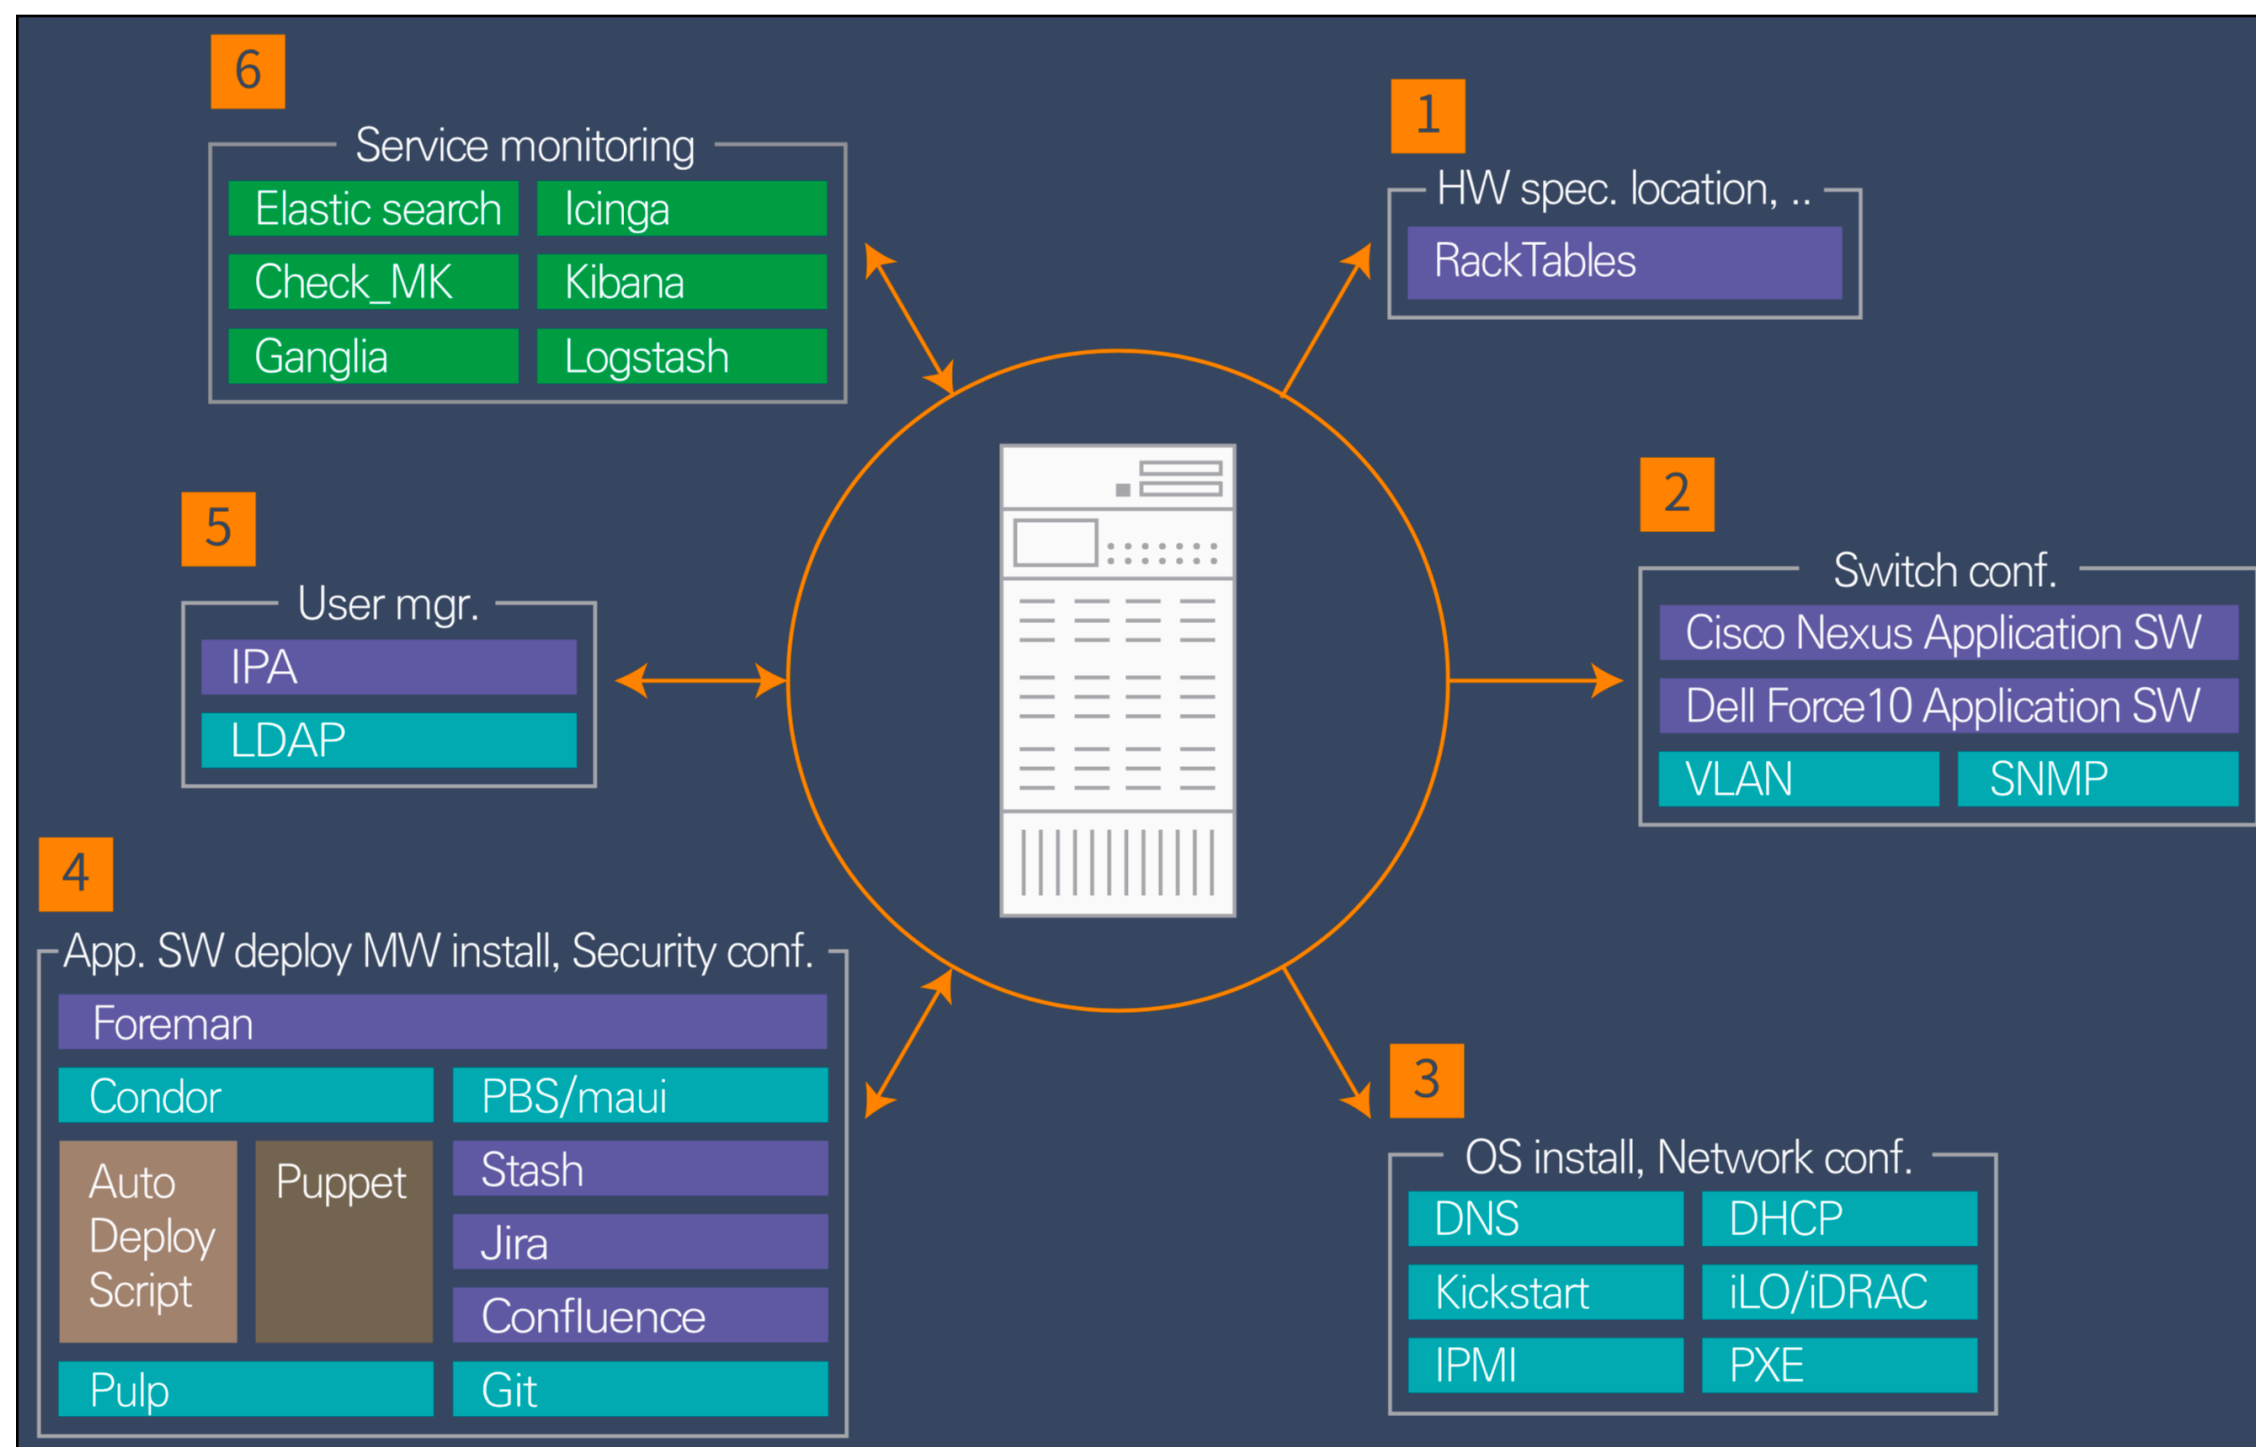 6
Service monitoring
Elastic search
Icinga
Check_MK
Kibana
Ganglia
Logstash
1
HW spec. location, ..
RackTables
2
Switch conf.
Cisco Nexus Application SW
Dell Force10 Application SW
VLAN
SNMP
5
User mgr.
IPA
LDAP
4
App. SW deploy MW install, Security conf.
Foreman
Condor
PBS/maui
Auto
Deploy
Script
Puppet
Stash
Jira
Confluence
Pulp
Git
3
OS install, Network conf.
DNS
DHCP
Kickstart
iLO/iDRAC
IPMI
PXE